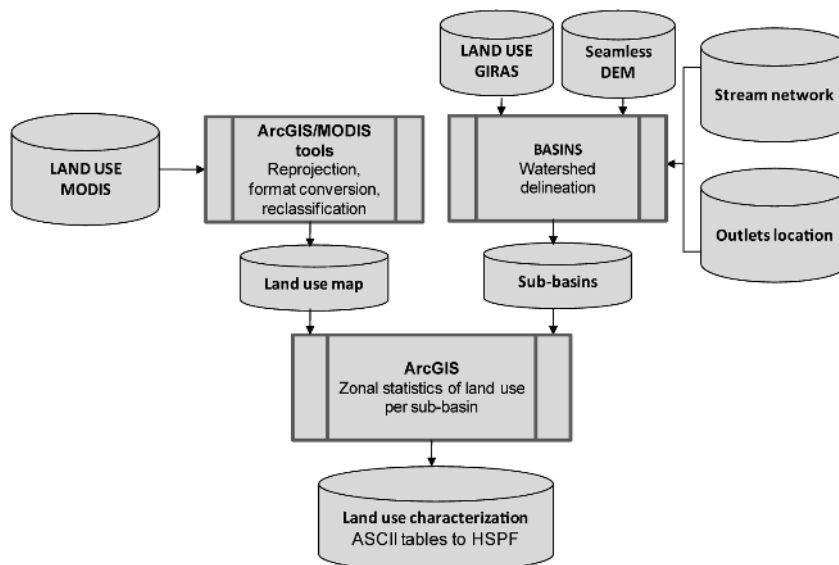 LAND USE
GIRAS
Seamless
DEM
Stream network
LAND USE
MODIS
ArcGIS/MODIS
tools
Reprojection,
format conversion,
reclassification
BASINS
Watershed
delineation
Outlets location
Land use map
Sub-basins
ArcGIS
Zonal statistics of land use
per sub-basin
Land use characterization
ASCII tables to HSPF